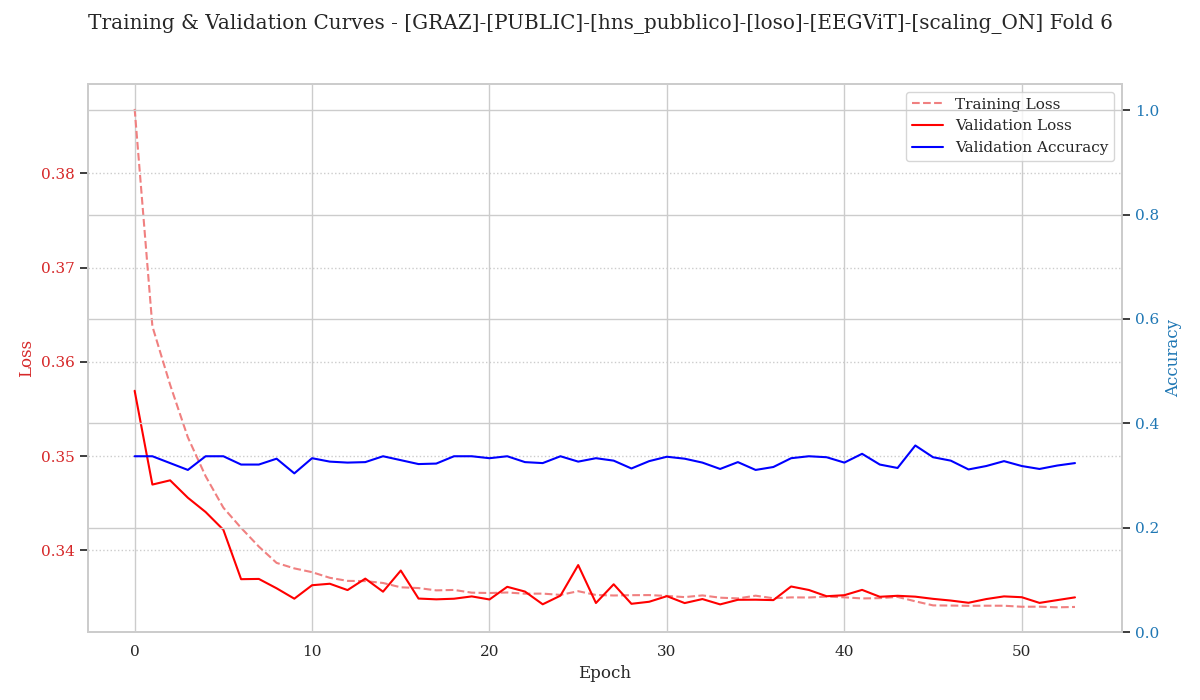 Training & Validation Curves - [GRAZ]-[PUBLIC]-[hns_pubblico]-[loso]-[EEGViT]-[scaling_ON] Fold 6
Training Loss
Validation Loss
Validation Accuracy
0.38
0.37
0.36
0.35
0.34
Loss
1.0
0.8
0.6
0.4
0.2
0.0
Accuracy
0
10
20
30
40
50
Epoch